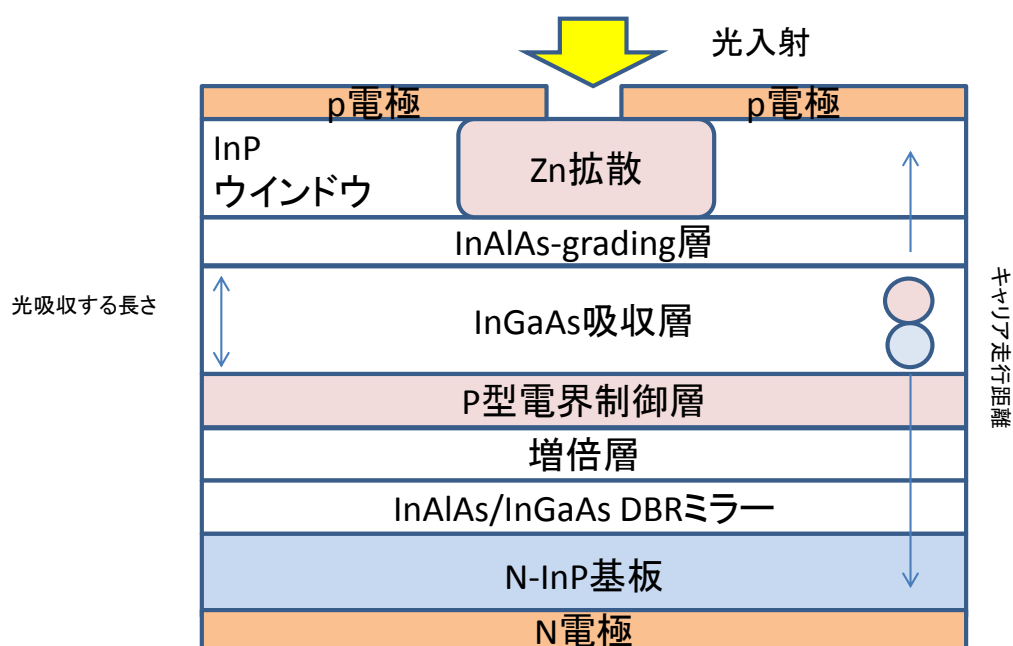 光入射
p電極
p電極
InP
ウインドウ
Zn拡散
InAlAs-grading層
光吸収する長さ
InGaAs吸収層
キャリア走行距離
P型電界制御層
増倍層
InAlAs/InGaAs DBRミラー
N-InP基板
N電極